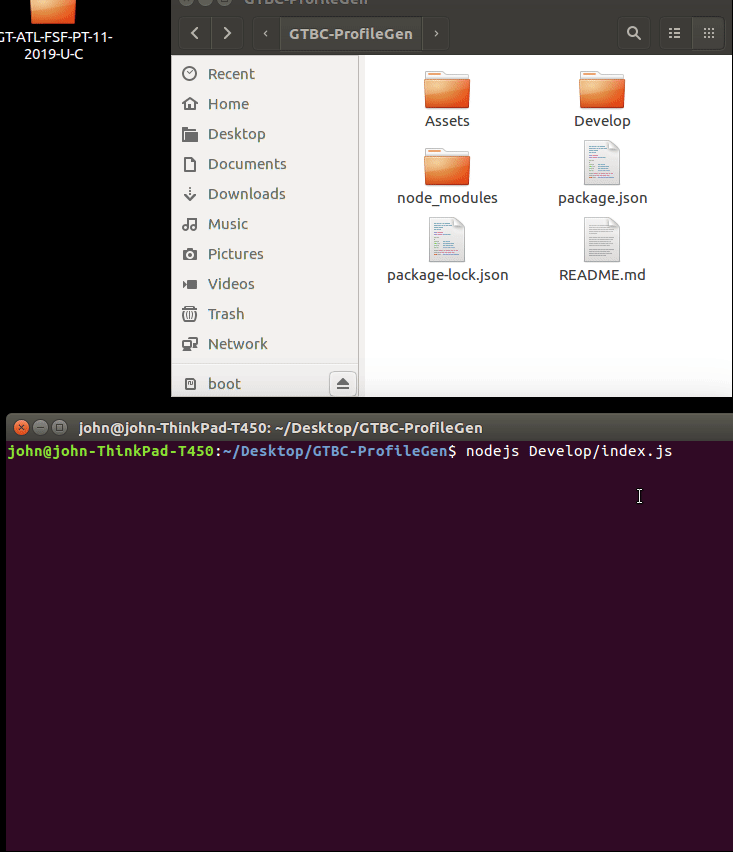 GTBC-ProfileGen
GT-ATL-FSF-PT-11-
2019-U-C
GTBC-ProfileGen
Recent
Home
Desktop
Documents
Downloads
Music
Pictures
Videos
Trash
Network
boot
Assets
Develop
node_modules
package.json
package-lock.json
README.md
john@john-ThinkPad-T450: ~/Desktop/GTBC-ProfileGen
john@john-ThinkPad-T450:~/Desktop/GTBC-ProfileGen$ nodejs Develop/index.js